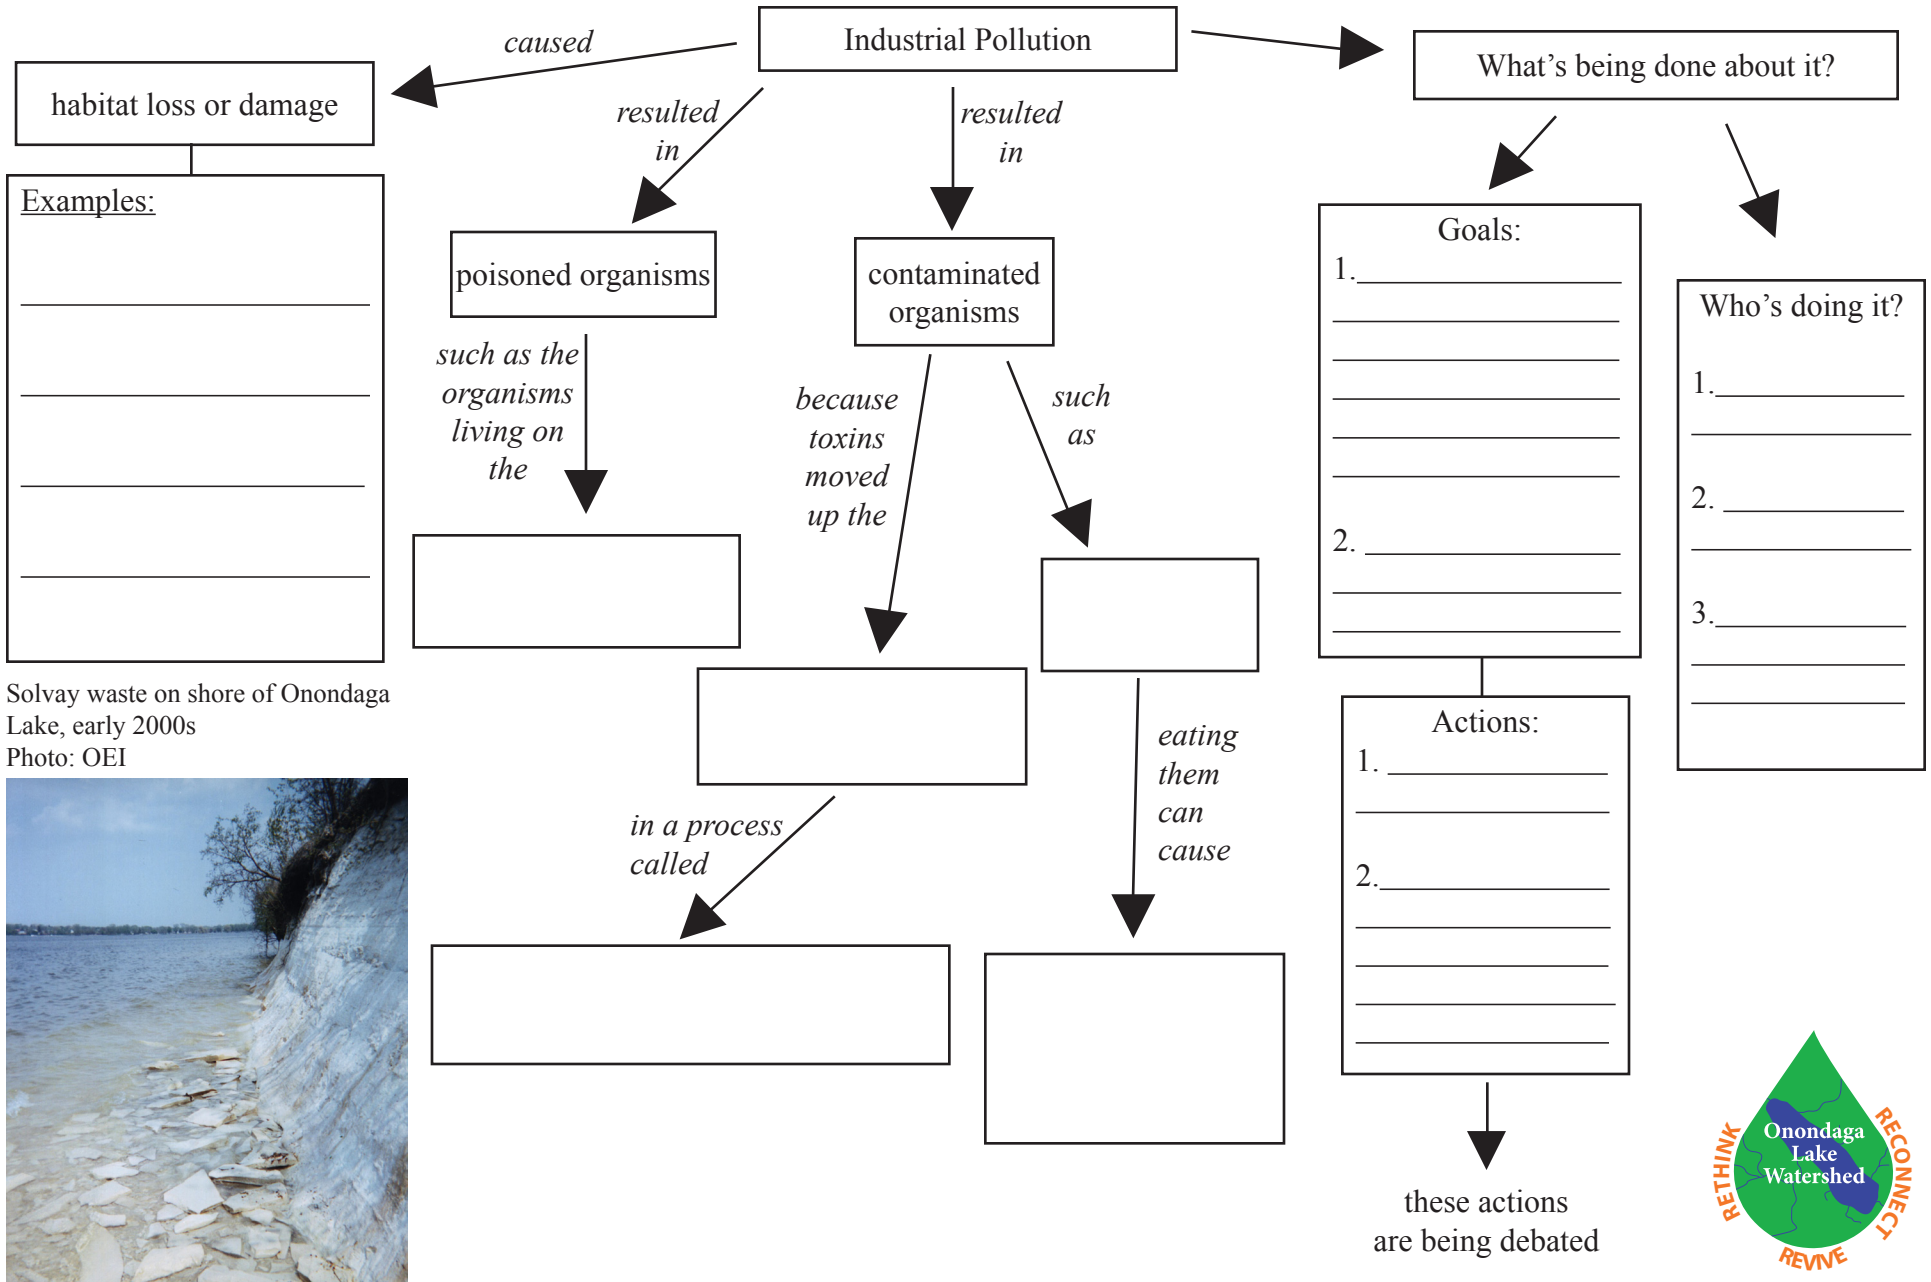 Industrial Pollution
caused
habitat loss or damage
Examples:
Solvay waste on shore of Onondaga
Lake, early 2000s
Photo: OEI
resulted
in
poisoned organisms
such as the
organisms
living on
the
resulted
in
contaminated
organisms
because
toxins
moved
up the
in a process
called
such
as
eating
them
can
cause
What’s being done about it?
Goals:
1.
2.
Actions:
1.
2.
these actions
are being debated
Who’s doing it?
1.
2.
3.
Onondaga
Lake
Watershed
RETHINK
REVIVE
RECONNECT